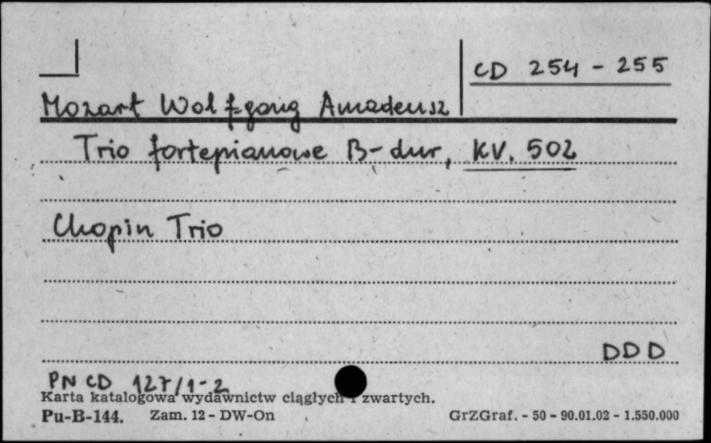 CD 254 - 255
Mozart Wolfgang Amadeusz
Trio fortepianowe B-dur, KV. 502
Chopin Trio
DDD
PN CD 127/1-2
Karta katalogowa wydawnictw ciągłych i zwartych.
Pu-B-144. Zam. 12 - DW-On GrZGraf. - 50 - 90.01.02 - 1.550.000